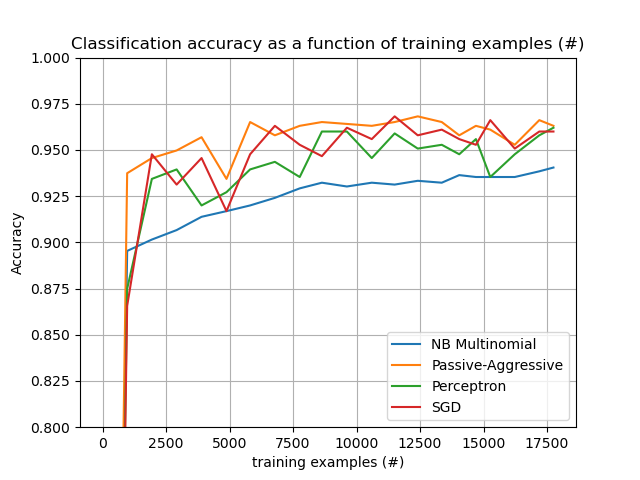 Classification accuracy as a function of training examples (#)
1.000
0.975
0.950
0.925
0.900
0.875
0.850
0.825
0.800
Accuracy
NB Multinomial
Passive-Aggressive
Perceptron
SGD
0 2500 5000 7500 10000 12500 15000 17500
training examples (#)